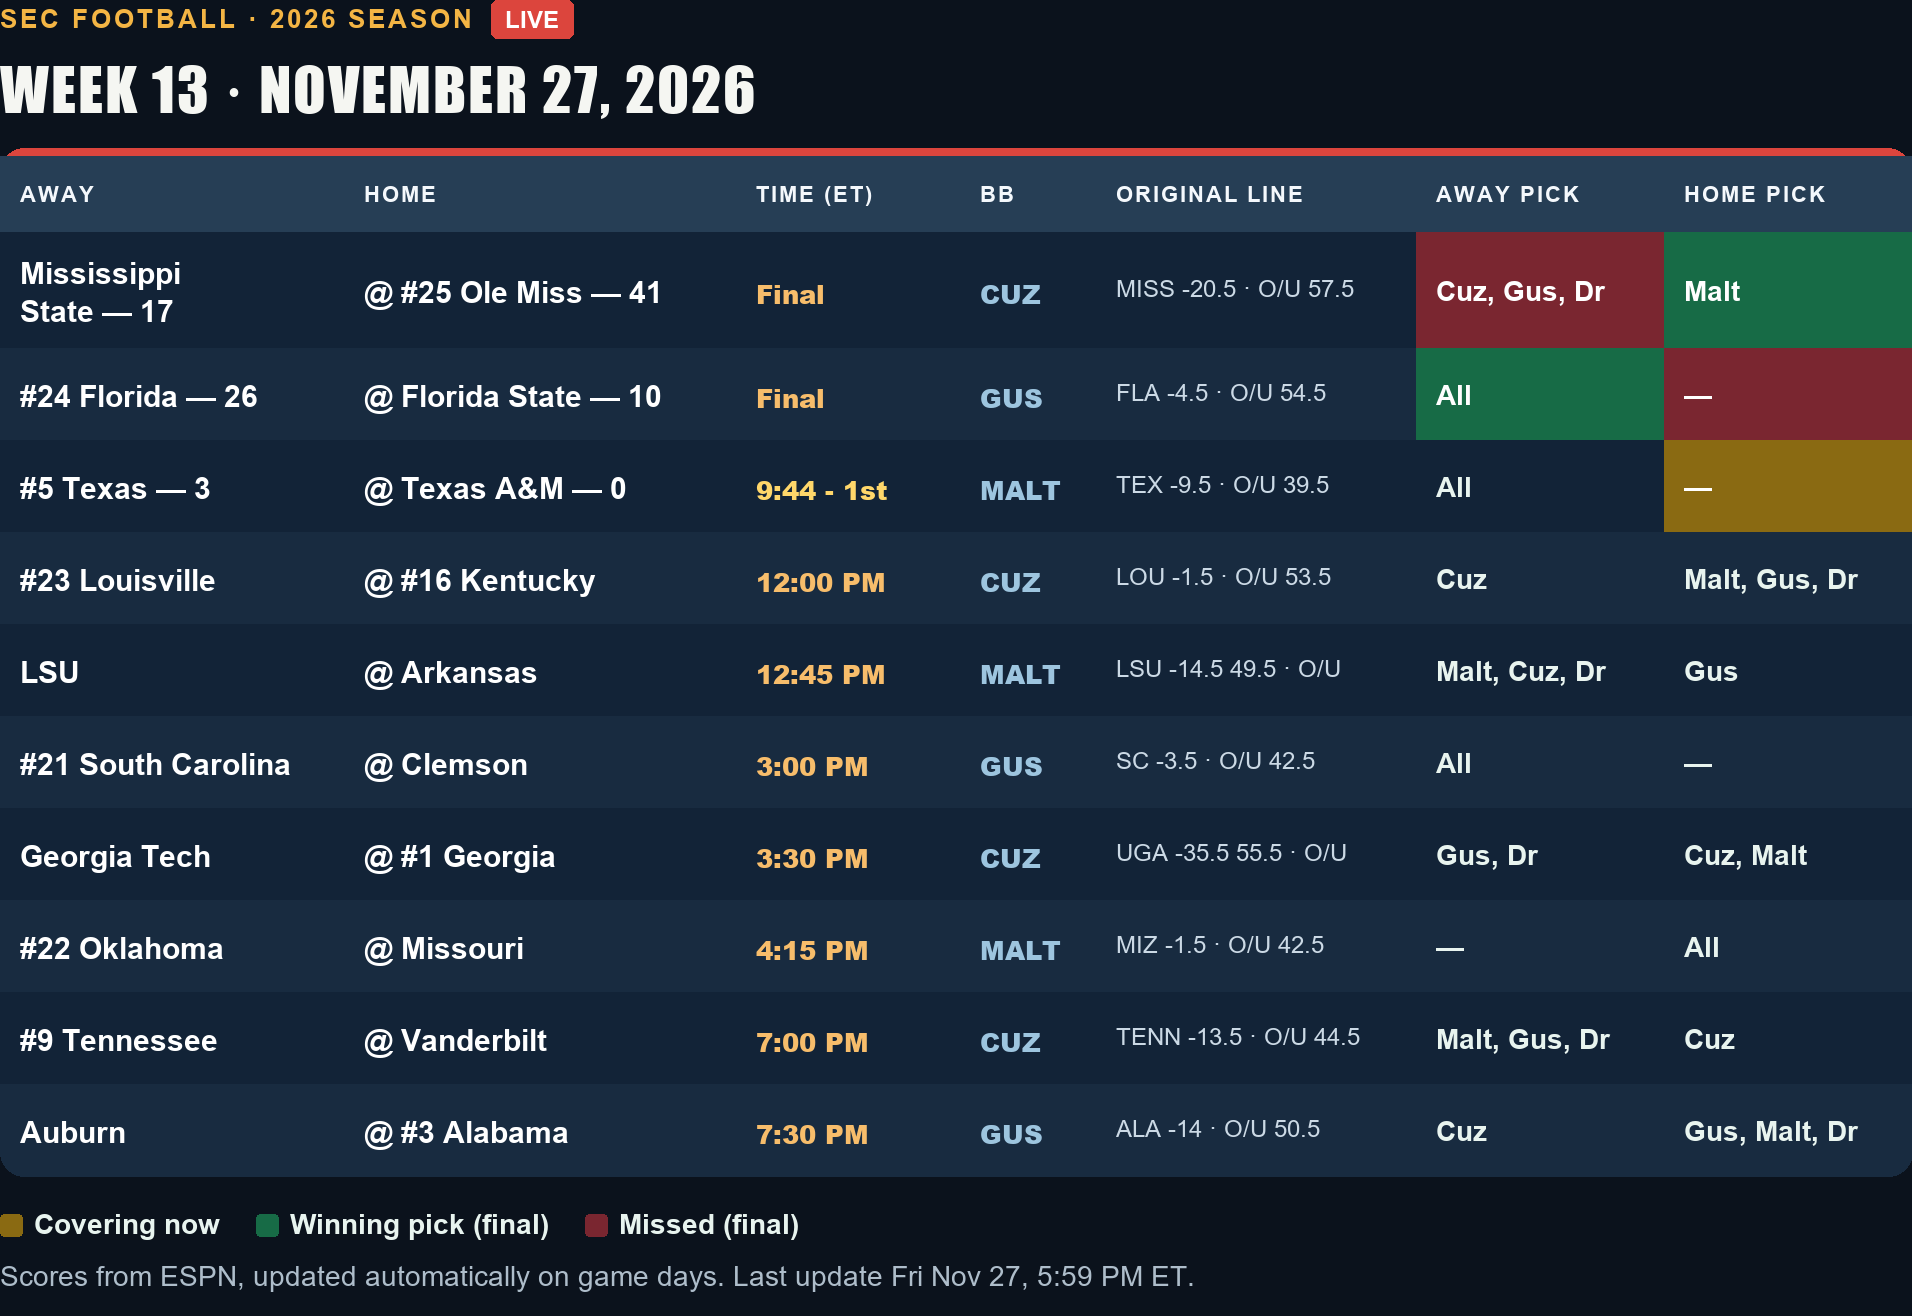 SEC FOOTBALL · 2026 SEASON LIVE
WEEK 13 · NOVEMBER 27, 2026
AWAY HOME TIME (ET) BB ORIGINAL LINE AWAY PICK HOME PICK
Mississippi
State — 17 @ #25 Ole Miss — 41 Final CUZ MISS -20.5 · O/U 57.5 Cuz, Gus, Dr Malt
#24 Florida — 26 @ Florida State — 10 Final GUS FLA -4.5 · O/U 54.5 All —
#5 Texas — 3 @ Texas A&M — 0 9:44 - 1st MALT TEX -9.5 · O/U 39.5 All —
#23 Louisville @ #16 Kentucky 12:00 PM CUZ LOU -1.5 · O/U 53.5 Cuz Malt, Gus, Dr
LSU @ Arkansas 12:45 PM MALT LSU -14.5 49.5 · O/U Malt, Cuz, Dr Gus
#21 South Carolina @ Clemson 3:00 PM GUS SC -3.5 · O/U 42.5 All —
Georgia Tech @ #1 Georgia 3:30 PM CUZ UGA -35.5 55.5 · O/U Gus, Dr Cuz, Malt
#22 Oklahoma @ Missouri 4:15 PM MALT MIZ -1.5 · O/U 42.5 — All
#9 Tennessee @ Vanderbilt 7:00 PM CUZ TENN -13.5 · O/U 44.5 Malt, Gus, Dr Cuz
Auburn @ #3 Alabama 7:30 PM GUS ALA -14 · O/U 50.5 Cuz Gus, Malt, Dr
Covering now Winning pick (final) Missed (final)
Scores from ESPN, updated automatically on game days. Last update Fri Nov 27, 5:59 PM ET.